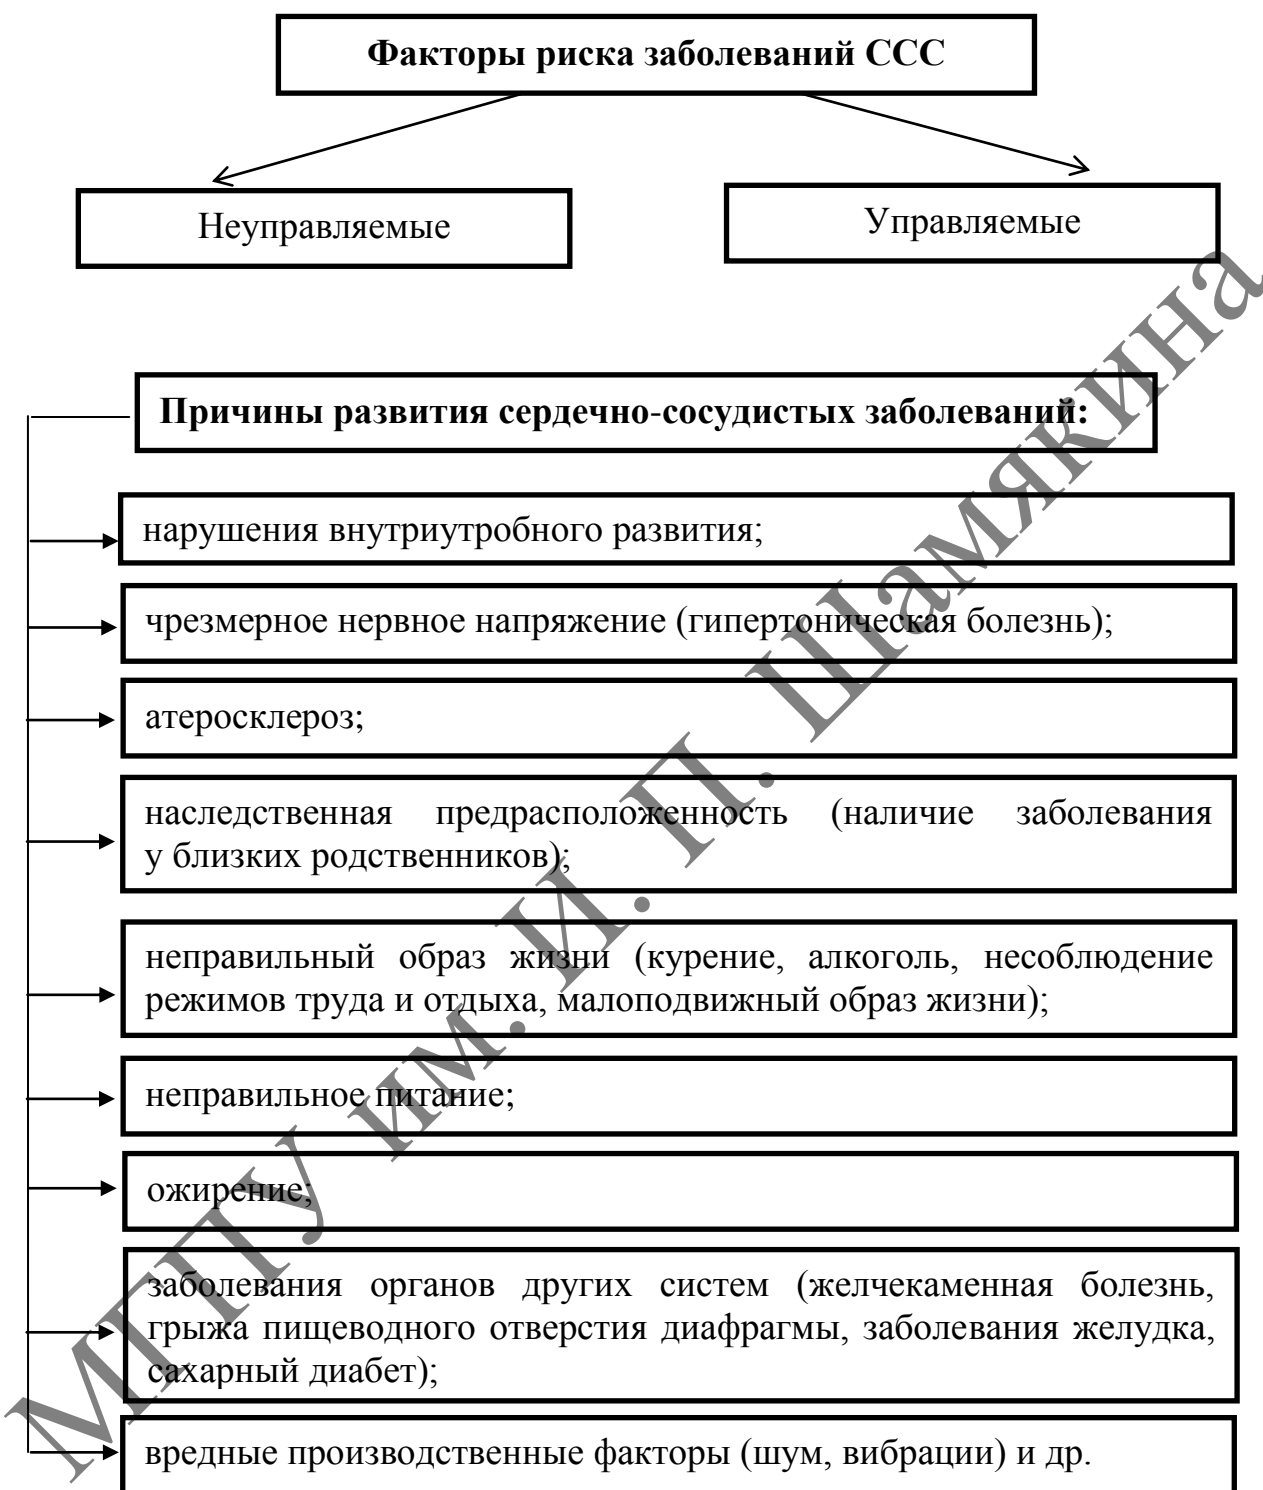 Факторы риска заболеваний ССС
Неуправляемые
Управляемые
Причины развития сердечно-сосудистых заболеваний:
нарушения внутриутробного развития;
чрезмерное нервное напряжение (гипертоническая болезнь);
атеросклероз;
наследственная предрасположенность (наличие заболевания
у близких родственников);
неправильный образ жизни (курение, алкоголь, несоблюдение
режимов труда и отдыха, малоподвижный образ жизни);
неправильное питание;
ожирение;
заболевания органов других систем (желчекаменная болезнь,
грыжа пищеводного отверстия диафрагмы, заболевания желудка,
сахарный диабет);
вредные производственные факторы (шум, вибрации) и др.
МГПУ им. И. П. Шамякина